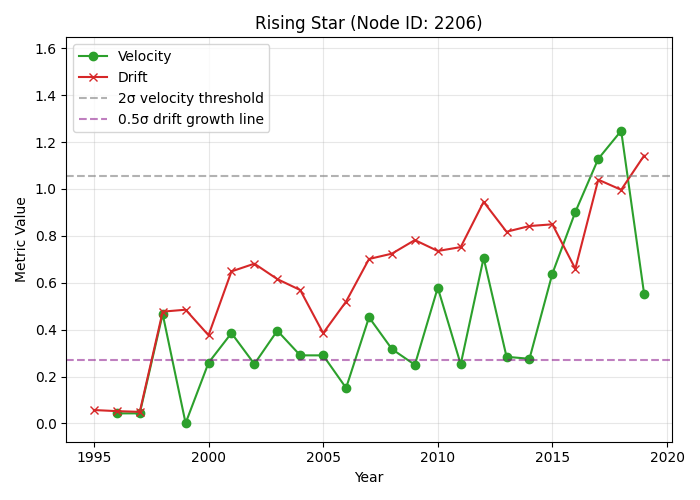 Rising Star (Node ID: 2206)
Velocity
Drift
2σ velocity threshold
0.5σ drift growth line
Metric Value
1.6
1.4
1.2
1.0
0.8
0.6
0.4
0.2
0.0
1995
2000
2005
2010
2015
2020
Year